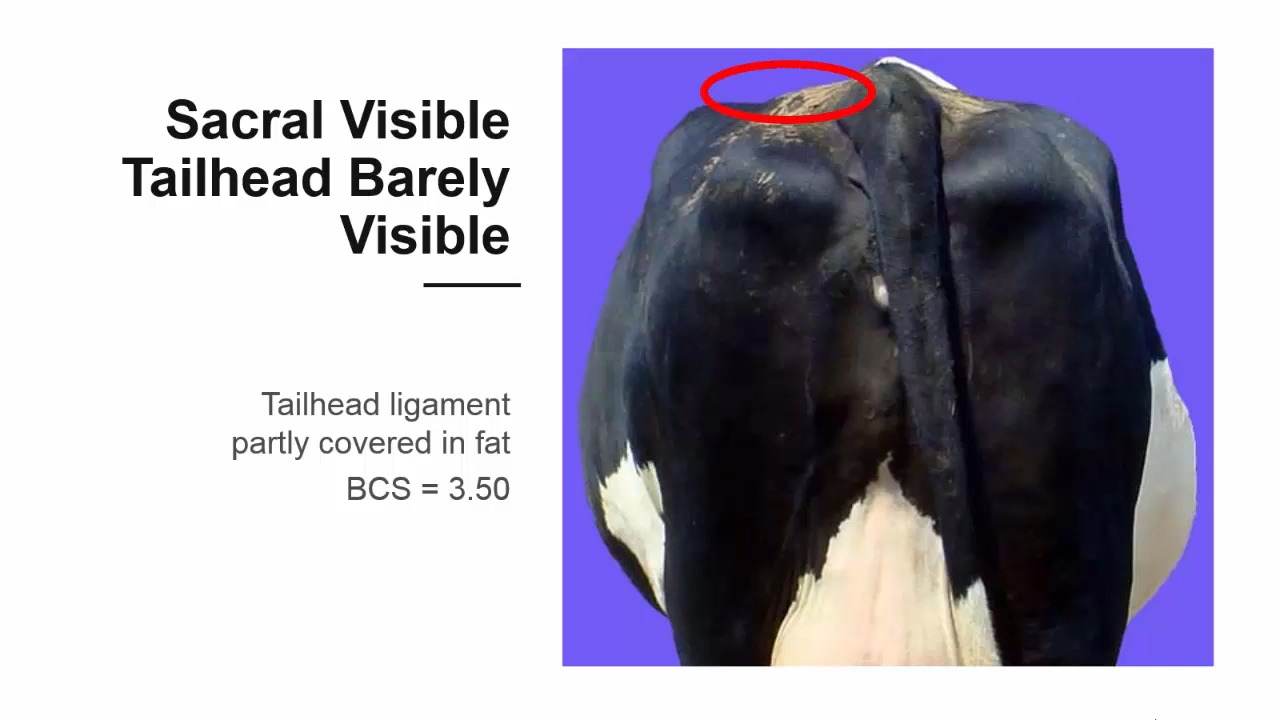 Sacral Visible
Tailhead Barely
Visible
Tailhead ligament
partly covered in fat
BCS = 3.50